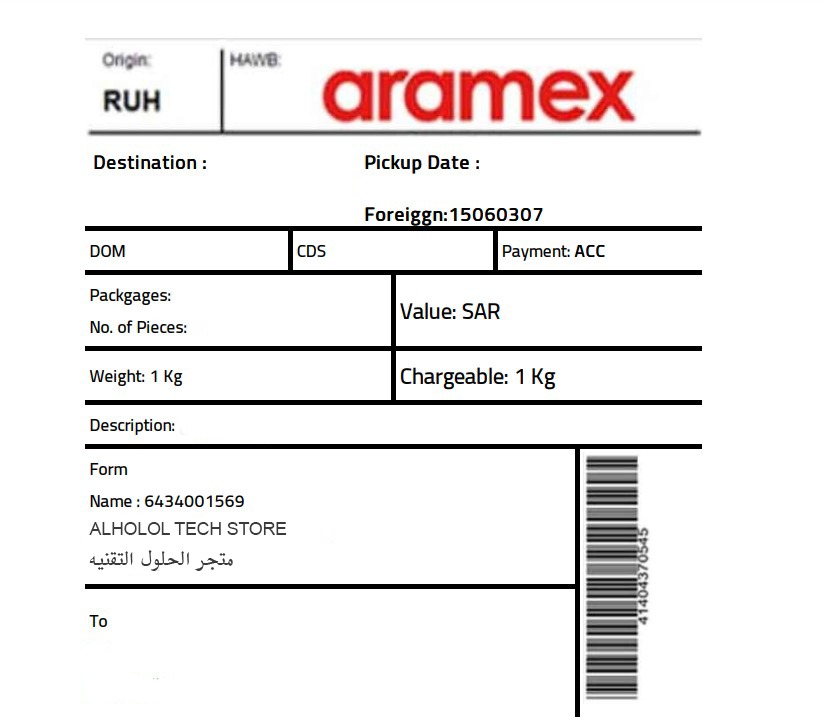 Origin:
RUH
HAWB:
aramex
Destination :
Pickup Date :
Foreiggn:15060307
DOM
CDS
Payment: ACC
Packgages:
No. of Pieces:
Value: SAR
Weight: 1 Kg
Chargeable: 1 Kg
Description:
Form
Name : 6434001569
ALHOLOL TECH STORE
متجر الحلول التقنيه
41404370545
To